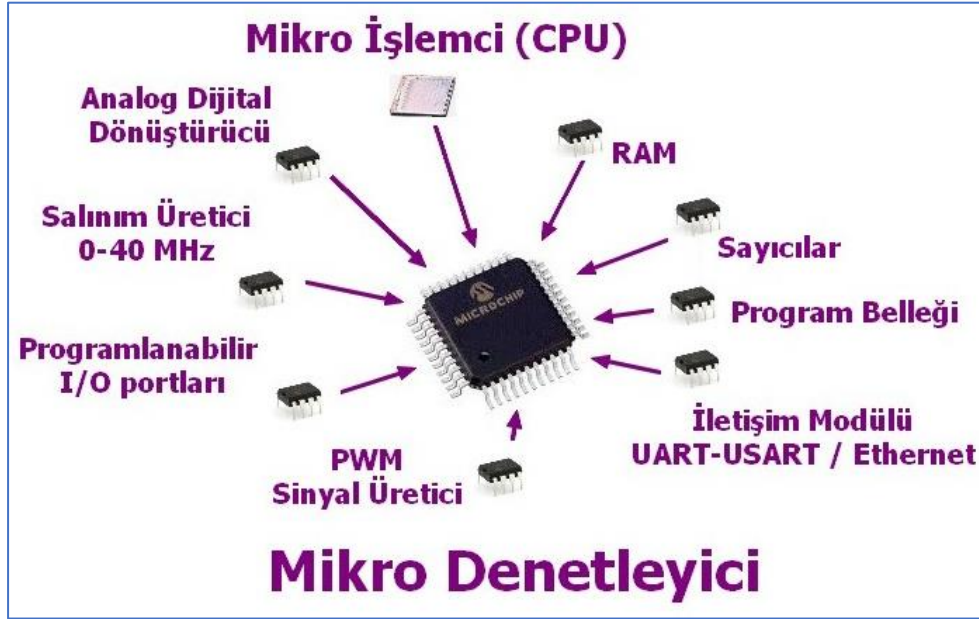 Mikro İşlemci (CPU)
Analog Dijital
Dönüştürücü
RAM
Salınım Üretici
0-40 MHz
Sayıcılar
Program Belleği
MICROCHIP
Programlanabilir
I/O portları
İletişim Modülü
UART-USART / Ethernet
PWM
Sinyal Üretici
Mikro Denetleyici